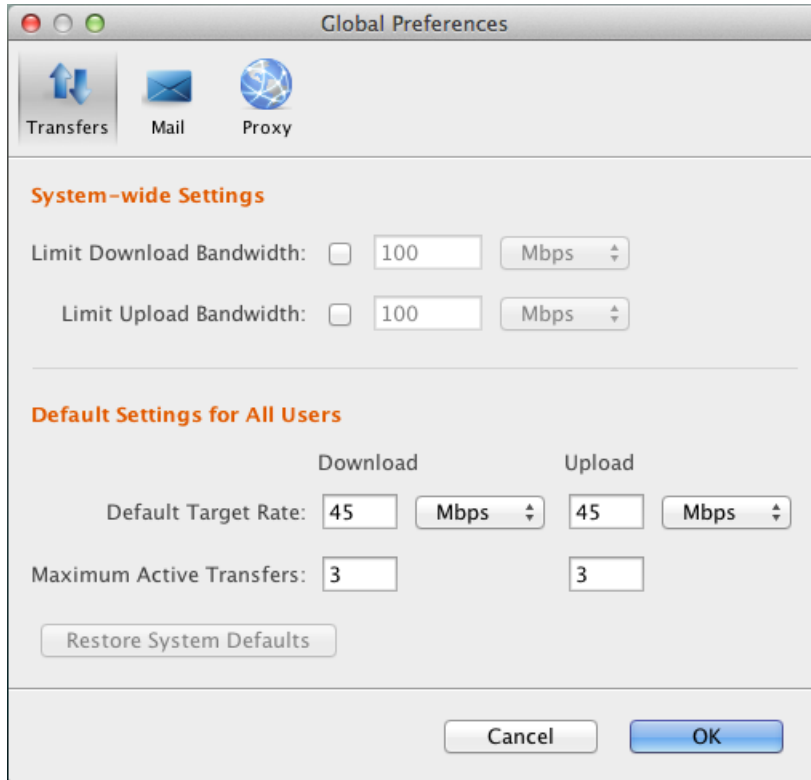 Global Preferences
Transfers Mail Proxy
System-wide Settings
Limit Download Bandwidth: 100 Mbps
Limit Upload Bandwidth: 100 Mbps
Default Settings for All Users
Download Upload
Default Target Rate: 45 Mbps 45 Mbps
Maximum Active Transfers: 3 3
Restore System Defaults
Cancel OK